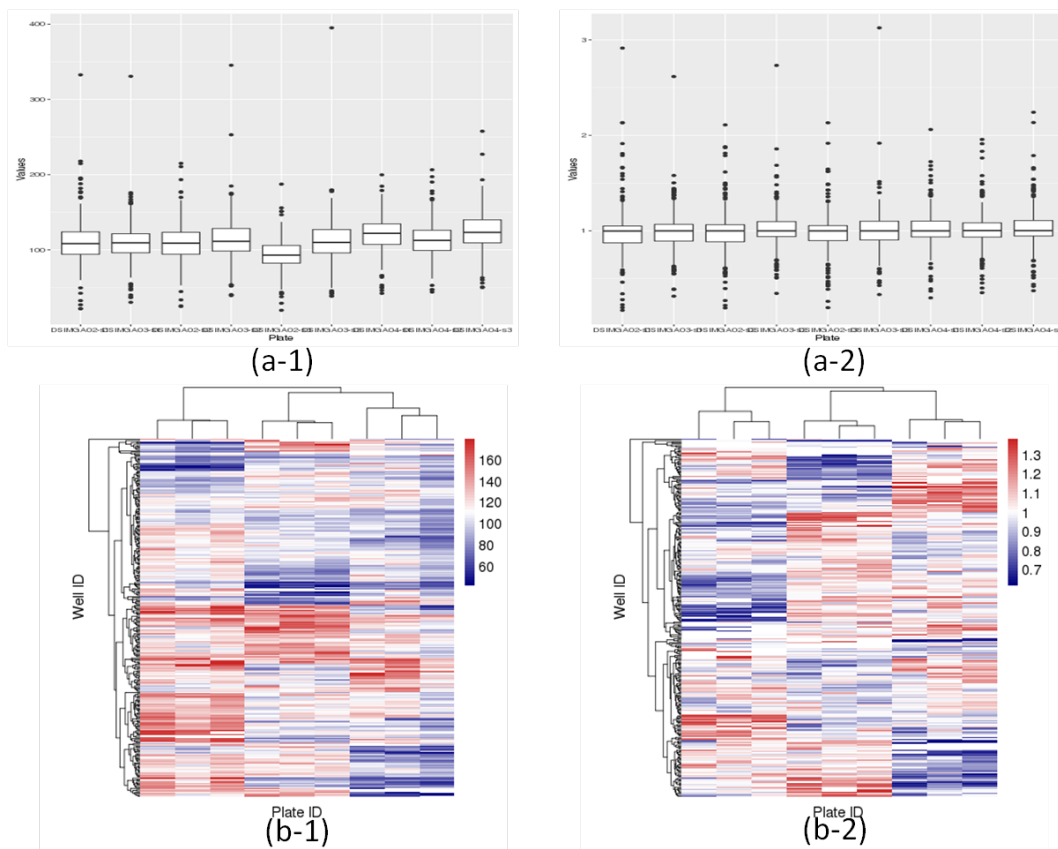 400
300
200
100
Values
Plate
(a-1)
3
2
1
Values
Plate
(a-2)
160
140
120
100
80
60
Well ID
Plate ID
(b-1)
1.3
1.2
1.1
1
0.9
0.8
0.7
Well ID
Plate ID
(b-2)